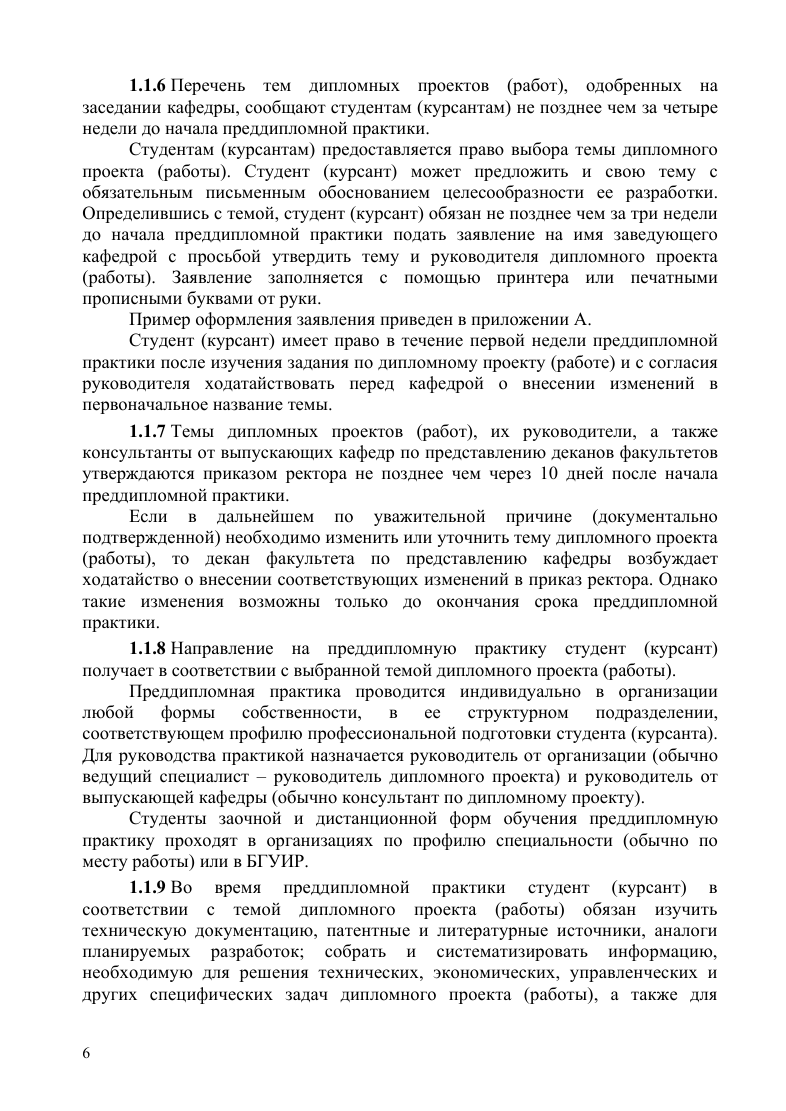 1.1.6 Перечень тем дипломных проектов (работ), одобренных на
заседании кафедры, сообщают студентам (курсантам) не позднее чем за четыре
недели до начала преддипломной практики.
Студентам (курсантам) предоставляется право выбора темы дипломного
проекта (работы). Студент (курсант) может предложить и свою тему с
обязательным письменным обоснованием целесообразности ее разработки.
Определившись с темой, студент (курсант) обязан не позднее чем за три недели
до начала преддипломной практики подать заявление на имя заведующего
кафедрой с просьбой утвердить тему и руководителя дипломного проекта
(работы). Заявление заполняется с помощью принтера или печатными
прописными буквами от руки.
Пример оформления заявления приведен в приложении А.
Студент (курсант) имеет право в течение первой недели преддипломной
практики после изучения задания по дипломному проекту (работе) и с согласия
руководителя ходатайствовать перед кафедрой о внесении изменений в
первоначальное название темы.
1.1.7 Темы дипломных проектов (работ), их руководители, а также
консультанты от выпускающих кафедр по представлению деканов факультетов
утверждаются приказом ректора не позднее чем через 10 дней после начала
преддипломной практики.
Если в дальнейшем по уважительной причине (документально
подтвержденной) необходимо изменить или уточнить тему дипломного проекта
(работы), то декан факультета по представлению кафедры возбуждает
ходатайство о внесении соответствующих изменений в приказ ректора. Однако
такие изменения возможны только до окончания срока преддипломной
практики.
1.1.8 Направление на преддипломную практику студент (курсант)
получает в соответствии с выбранной темой дипломного проекта (работы).
Преддипломная практика проводится индивидуально в организации
любой формы собственности, в ее структурном подразделении,
соответствующем профилю профессиональной подготовки студента (курсанта).
Для руководства практикой назначается руководитель от организации (обычно
ведущий специалист – руководитель дипломного проекта) и руководитель от
выпускающей кафедры (обычно консультант по дипломному проекту).
Студенты заочной и дистанционной форм обучения преддипломную
практику проходят в организациях по профилю специальности (обычно по
месту работы) или в БГУИР.
1.1.9 Во время преддипломной практики студент (курсант) в
соответствии с темой дипломного проекта (работы) обязан изучить
техническую документацию, патентные и литературные источники, аналоги
планируемых разработок; собрать и систематизировать информацию,
необходимую для решения технических, экономических, управленческих и
других специфических задач дипломного проекта (работы), а также для
6